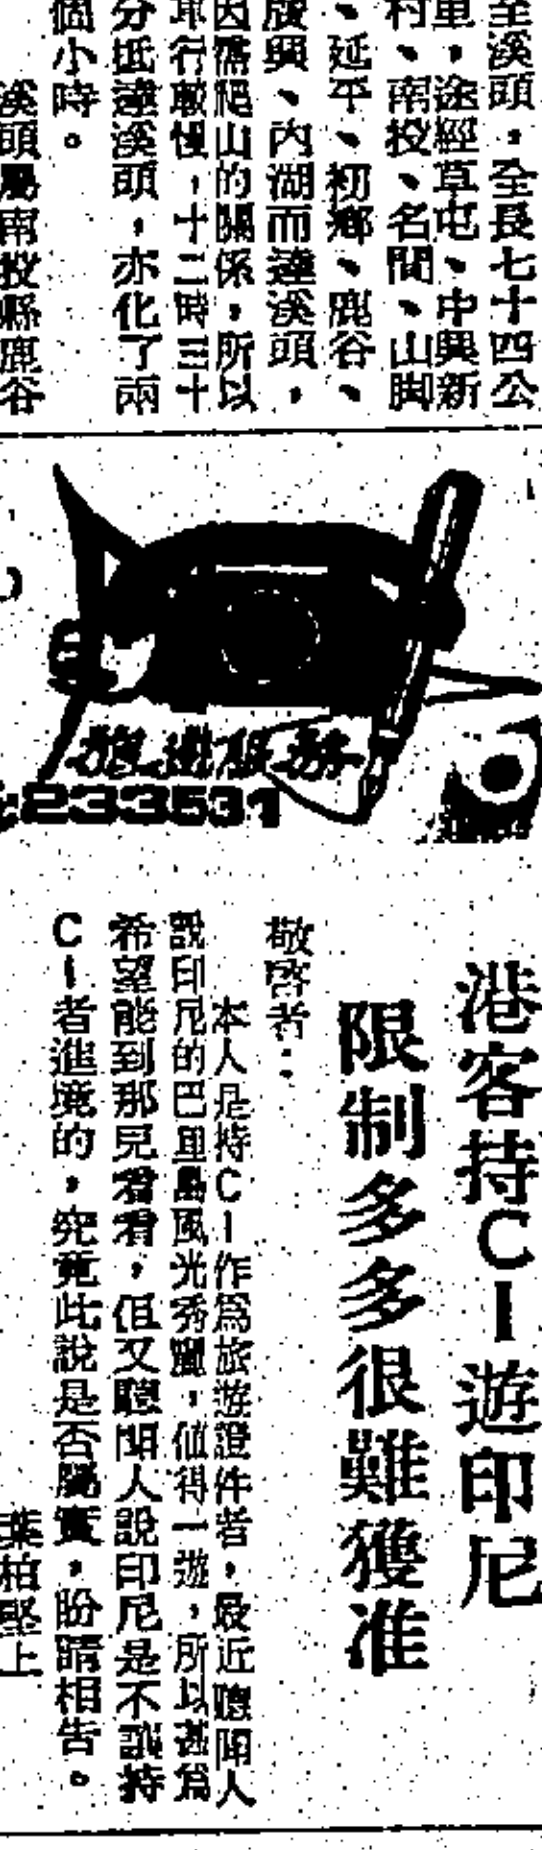 至溪頭，全長七十四公
里，途經草屯、中興新
村、南投、名間、山脚
、延平、初鄉、鹿谷、
廣興、內湖而達溪頭，
因需爬山的關係，所以
車行較慢，十二時三十
分抵達溪頭，亦化了兩
個小時。
溪頭屬南投縣鹿谷
旅遊服務
233531
港客持CI遊印尼
限制多多很難獲准
敬啓者：
本人是持CI作爲旅遊證件者，最近聽聞人
說印尼的巴里島風光秀麗，値得一遊，所以甚爲
希望能到那兒看看，但又聽聞人說印尼是不許持
CI者進境的，究竟此說是否屬實，盼請相告。
葉柏堅上